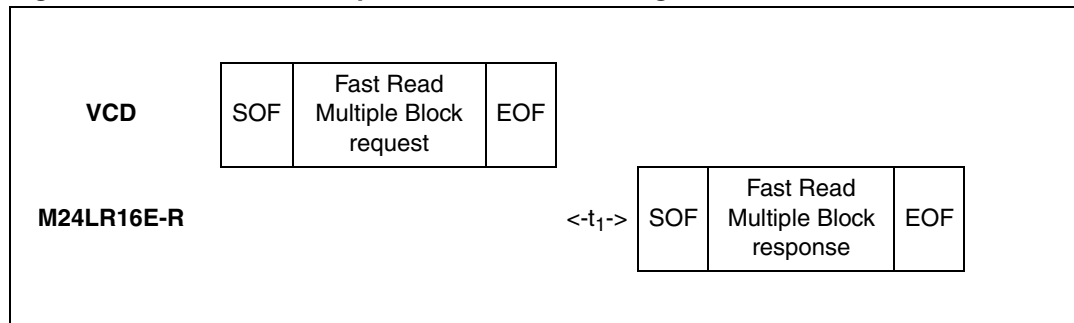 VCD
SOF
Fast Read
Multiple Block
request
EOF
M24LR16E-R
<-t1->
SOF
Fast Read
Multiple Block
response
EOF